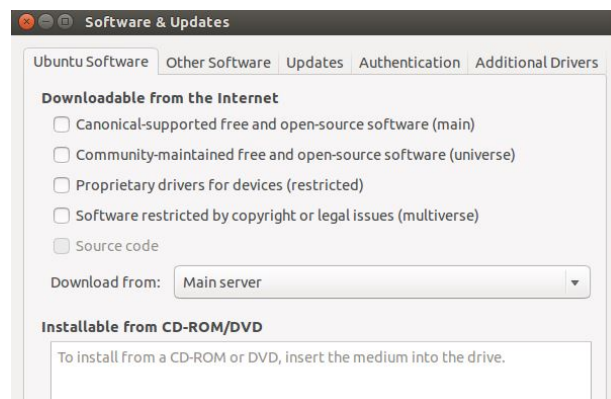 Software & Updates
Ubuntu Software Other Software Updates Authentication Additional Drivers
Downloadable from the Internet
Canonical-supported free and open-source software (main)
Community-maintained free and open-source software (universe)
Proprietary drivers for devices (restricted)
Software restricted by copyright or legal issues (multiverse)
Source code
Download from: Main server
Installable from CD-ROM/DVD
To install from a CD-ROM or DVD, insert the medium into the drive.